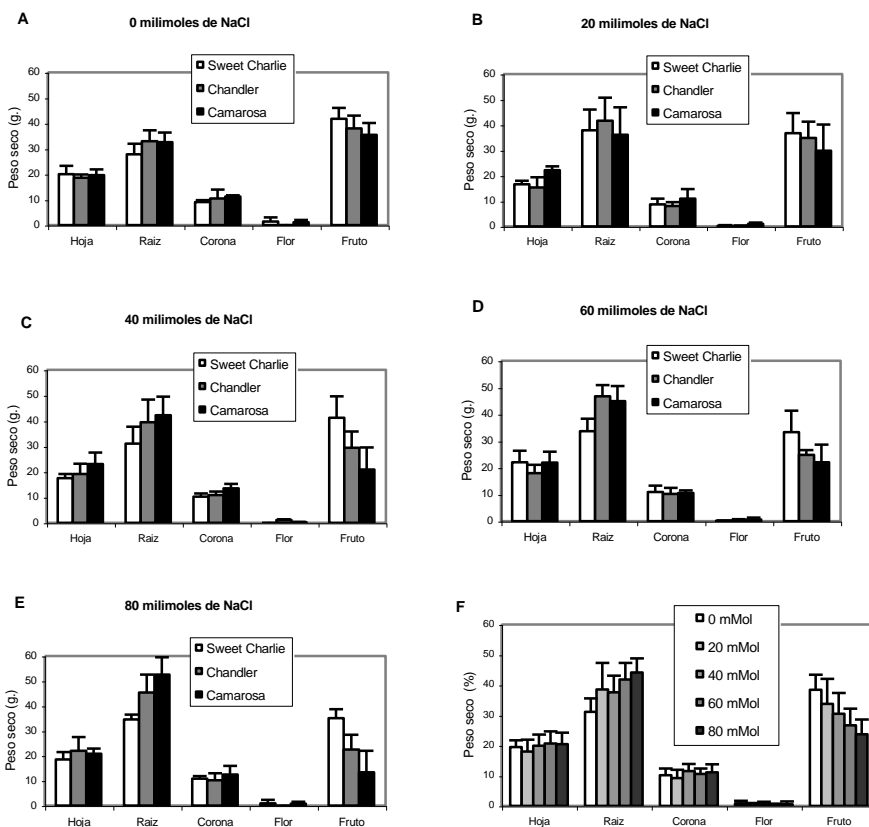 A
0 milimoles de NaCl
Sweet Charlie
Chandler
Camarosa
Peso seco (g.)
60
50
40
30
20
10
0
Hoja Raiz Corona Flor Fruto
B
20 milimoles de NaCl
Sweet Charlie
Chandler
Camarosa
Peso seco (g.)
60
50
40
30
20
10
0
Hoja Raiz Corona Flor Fruto
C
40 milimoles de NaCl
Sweet Charlie
Chandler
Camarosa
Peso seco (g.)
60
50
40
30
20
10
0
Hoja Raiz Corona Flor Fruto
D
60 milimoles de NaCl
Sweet Charlie
Chandler
Camarosa
Peso seco (g.)
60
50
40
30
20
10
0
Hoja Raiz Corona Flor Fruto
E
80 milimoles de NaCl
Sweet Charlie
Chandler
Camarosa
Peso seco (g.)
60
50
40
30
20
10
0
Hoja Raiz Corona Flor Fruto
F
0 mMol
20 mMol
40 mMol
60 mMol
80 mMol
Peso seco (%)
60
50
40
30
20
10
0
Hoja Raiz Corona Flor Fruto